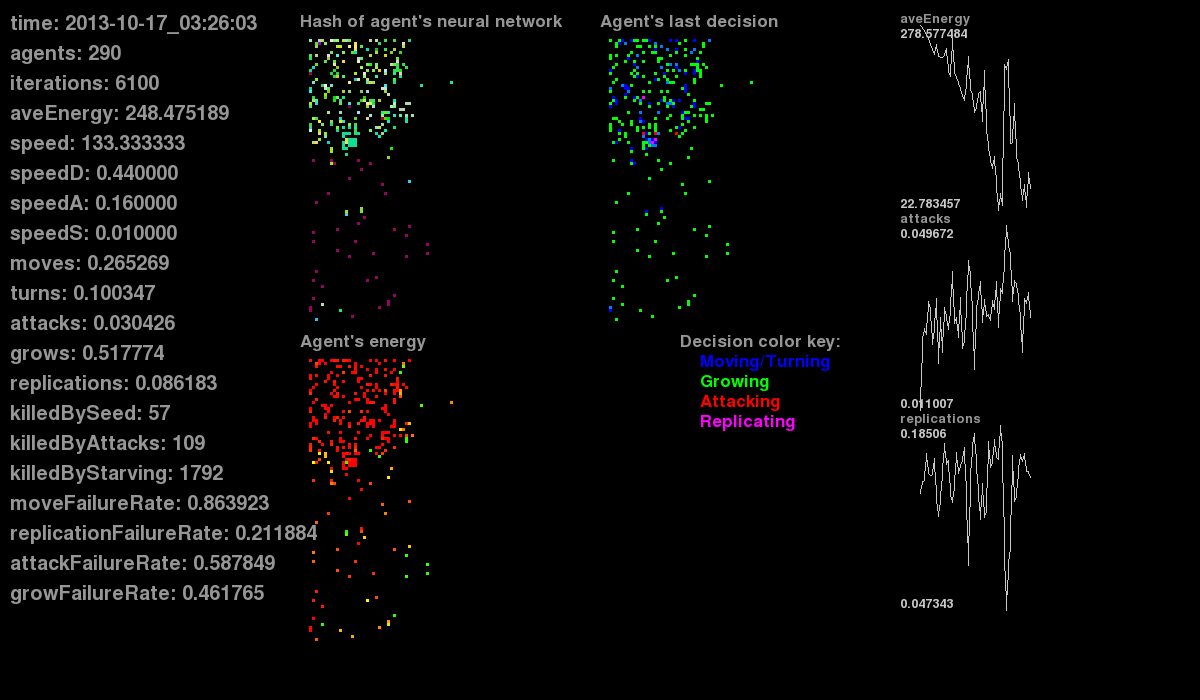 time: 2013-10-17_03:26:03
agents: 290
iterations: 6100
aveEnergy: 248.475189
speed: 133.333333
speedD: 0.440000
speedA: 0.160000
speedS: 0.010000
moves: 0.265269
turns: 0.100347
attacks: 0.030426
grows: 0.517774
replications: 0.086183
killedBySeed: 57
killedByAttacks: 109
killedByStarving: 1792
moveFailureRate: 0.863923
replicationFailureRate: 0.211884
attackFailureRate: 0.587849
growFailureRate: 0.461765
Hash of agent's neural network
Agent's last decision
Agent's energy
Decision color key:
Moving/Turning
Growing
Attacking
Replicating
aveEnergy
278.577484
22.783457
attacks
0.049672
0.011007
replications
0.18506
0.047343